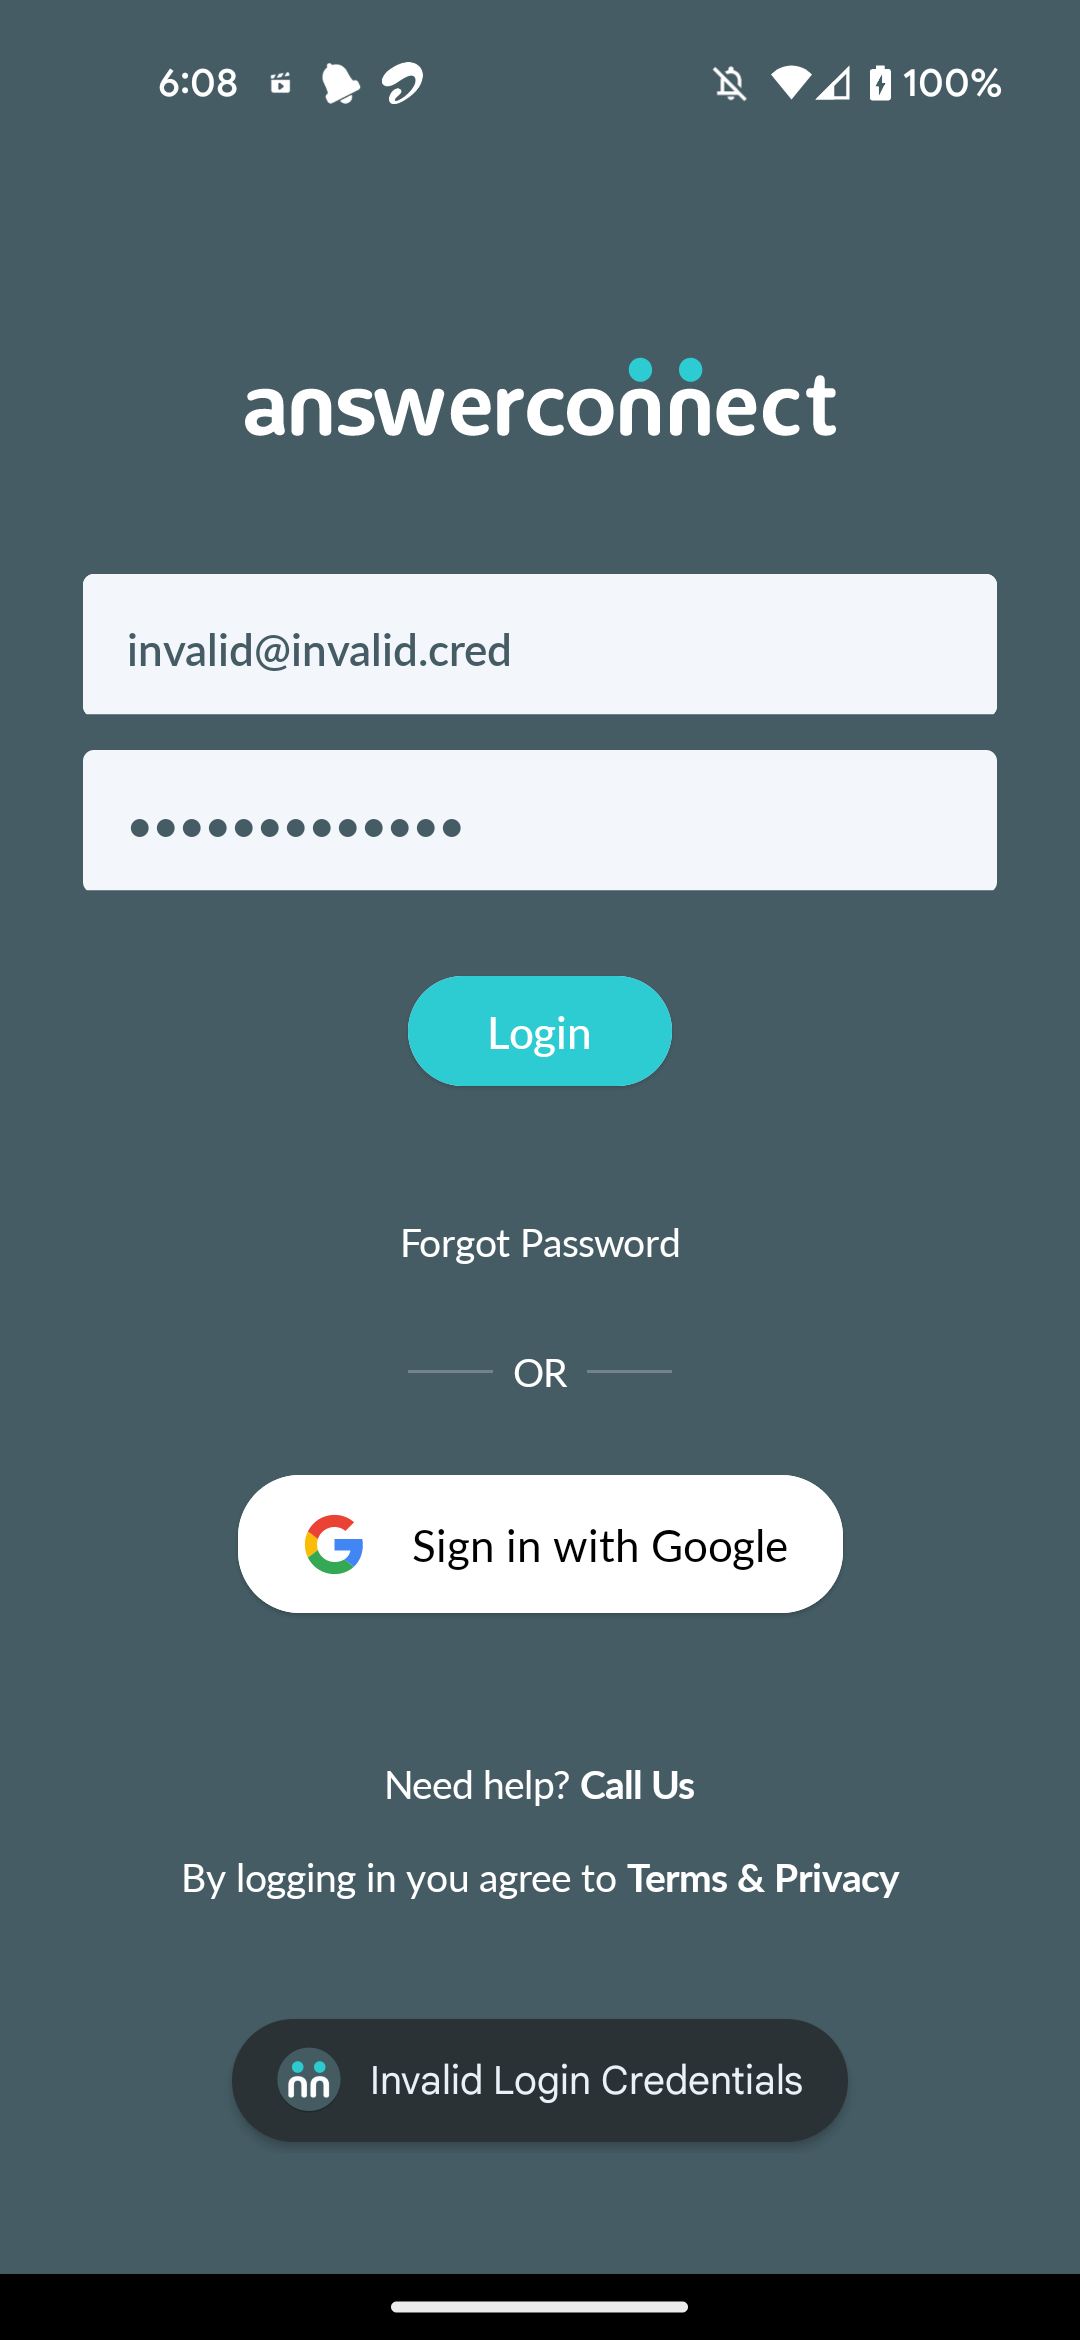 6:08
100%
answerconnect
invalid@invalid.cred
•••••••••••••
Login
Forgot Password
OR
Sign in with Google
Need help? Call Us
By logging in you agree to Terms & Privacy
Invalid Login Credentials